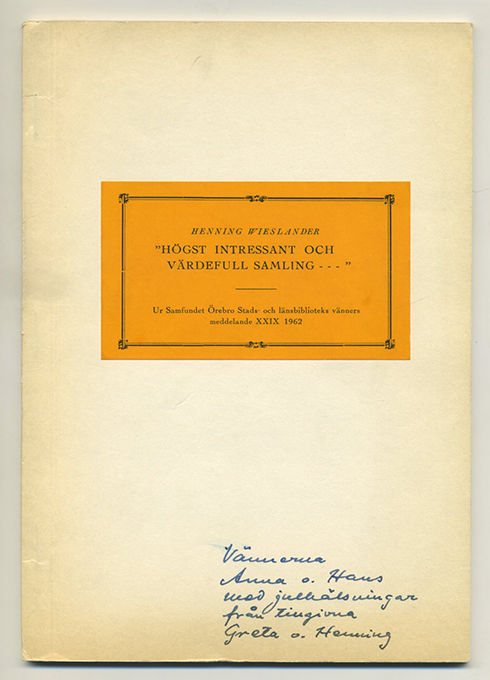 HENNING WIESLANDER
"HÖGST INTRESSANT OCH
VÄRDEFULL SAMLING - - - "
Ur Samfundet Örebro Stads- och länsbiblioteks vänners
meddelande XXIX 1962
Vännerna
Anna o. Hans
med julhälsningar
från
Greta o. Henning